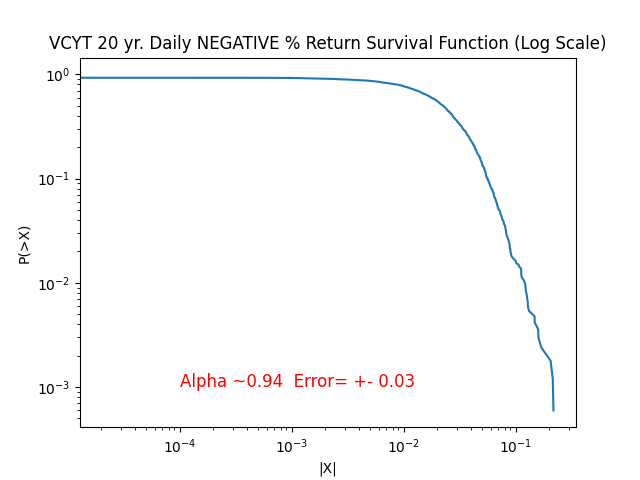 VCYT 20 yr. Daily NEGATIVE % Return Survival Function (Log Scale)
10⁰
10⁻¹
10⁻²
10⁻³
P(>X)
Alpha ~0.94  Error= +- 0.03
10⁻⁴ 10⁻³ 10⁻² 10⁻¹
|X|